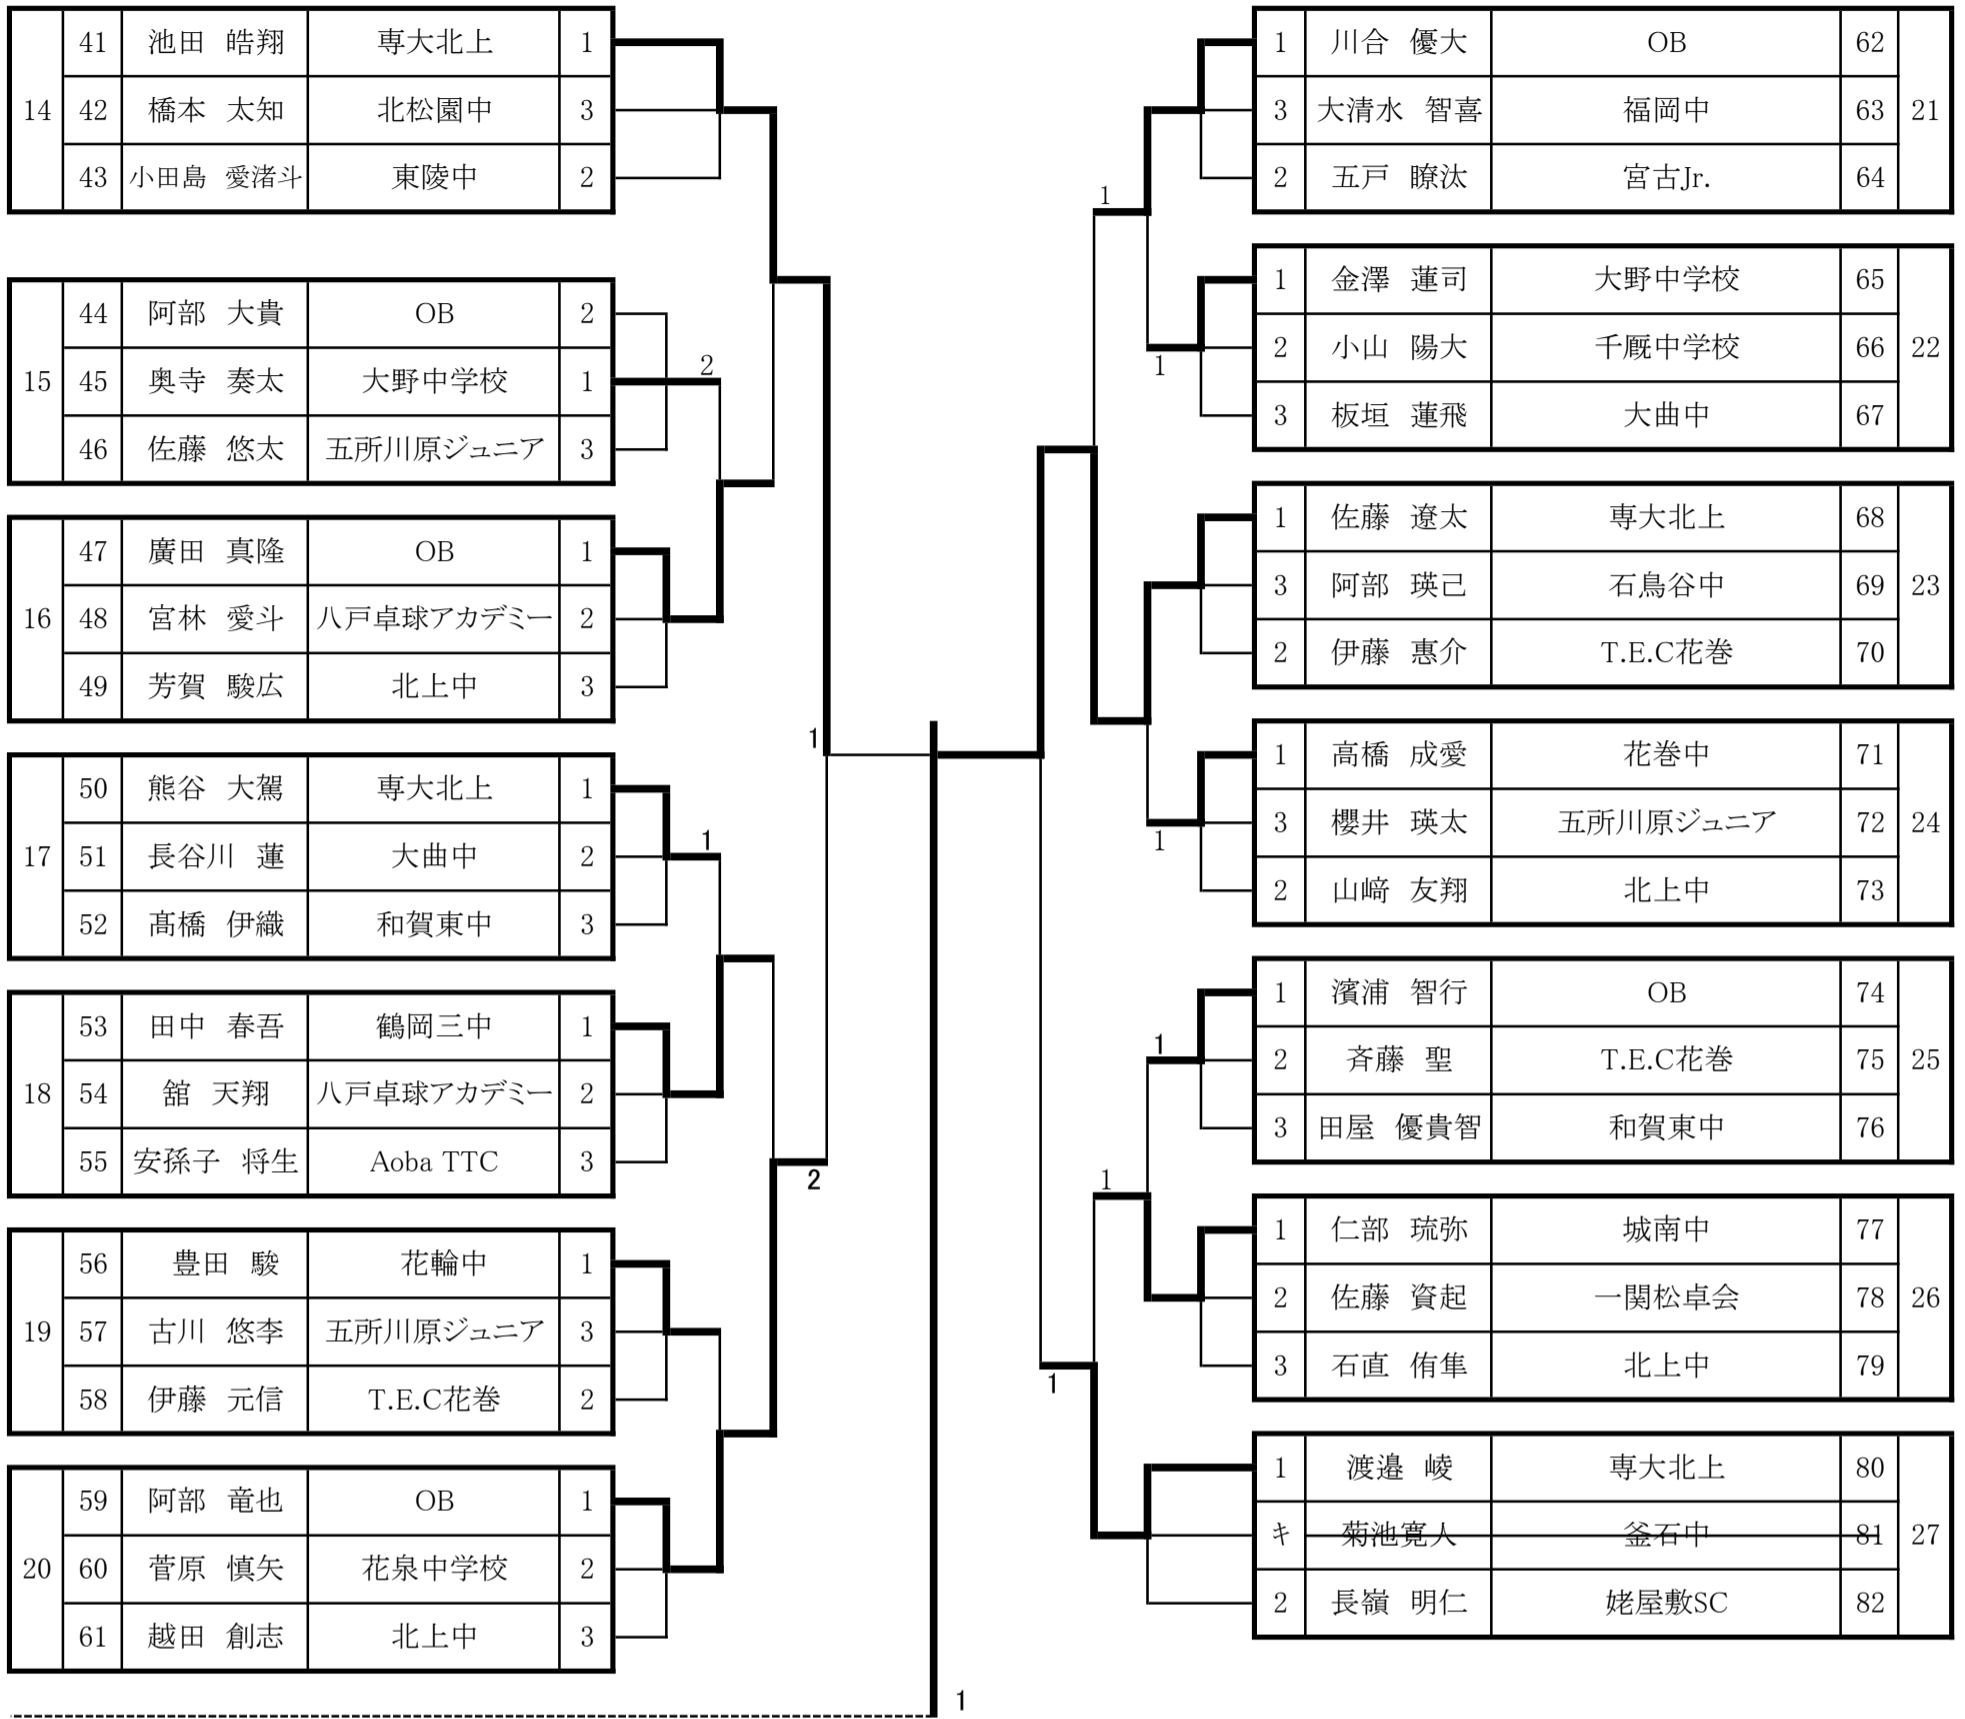 14
41 池田 皓翔 専大北上 1
42 橋本 太知 北松園中 3
43 小田島 愛渚斗 東陵中 2
15
44 阿部 大貴 OB 2
45 奥寺 奏太 大野中学校 1
46 佐藤 悠太 五所川原ジュニア 3
2
16
47 廣田 真隆 OB 1
48 宮林 愛斗 八戸卓球アカデミー 2
49 芳賀 駿広 北上中 3
1
17
50 熊谷 大駕 専大北上 1
51 長谷川 蓮 大曲中 2
52 髙橋 伊織 和賀東中 3
1
18
53 田中 春吾 鶴岡三中 1
54 舘 天翔 八戸卓球アカデミー 2
55 安孫子 将生 Aoba TTC 3
2
19
56 豊田 駿 花輪中 1
57 古川 悠李 五所川原ジュニア 3
58 伊藤 元信 T.E.C花巻 2
20
59 阿部 竜也 OB 1
60 菅原 慎矢 花泉中学校 2
61 越田 創志 北上中 3
1 川合 優大 OB 62
3 大清水 智喜 福岡中 63
2 五戸 瞭汰 宮古Jr. 64
21
1
1 金澤 蓮司 大野中学校 65
2 小山 陽大 千厩中学校 66
3 板垣 蓮飛 大曲中 67
22
1
1 佐藤 遼太 専大北上 68
3 阿部 瑛己 石鳥谷中 69
2 伊藤 惠介 T.E.C花巻 70
23
1 高橋 成愛 花巻中 71
3 櫻井 瑛太 五所川原ジュニア 72
2 山﨑 友翔 北上中 73
24
1
1 濱浦 智行 OB 74
2 斉藤 聖 T.E.C花巻 75
3 田屋 優貴智 和賀東中 76
25
1
1
1 仁部 琉弥 城南中 77
2 佐藤 資起 一関松卓会 78
3 石直 侑隼 北上中 79
26
1
1 渡邉 崚 専大北上 80
キ 菊池寛人 釜石中 81
2 長嶺 明仁 姥屋敷SC 82
27
1